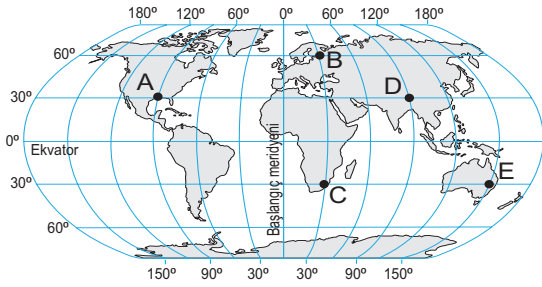 180º 120º 60º 0º 60º 120º 180º
60º
A
B
D
30º
0º
Ekvator
Başlangıç meridyeni
30º
C
E
60º
150º 90º 30º 30º 90º 150º